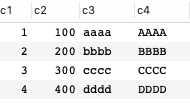 c1 c2 c3 c4
1 100 aaaa AAAA
2 200 bbbb BBBB
3 300 cccc CCCC
4 400 dddd DDDD